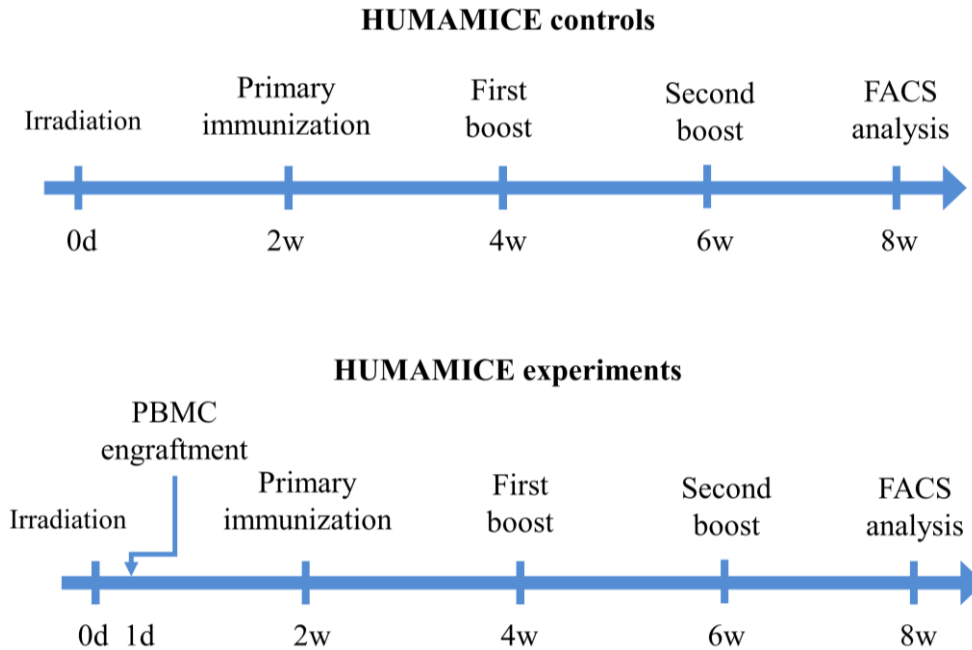 HUMAMICE controls
Irradiation
Primary
immunization
First
boost
Second
boost
FACS
analysis
0d 2w 4w 6w 8w
HUMAMICE experiments
PBMC
engraftment
Irradiation
Primary
immunization
First
boost
Second
boost
FACS
analysis
0d 1d 2w 4w 6w 8w